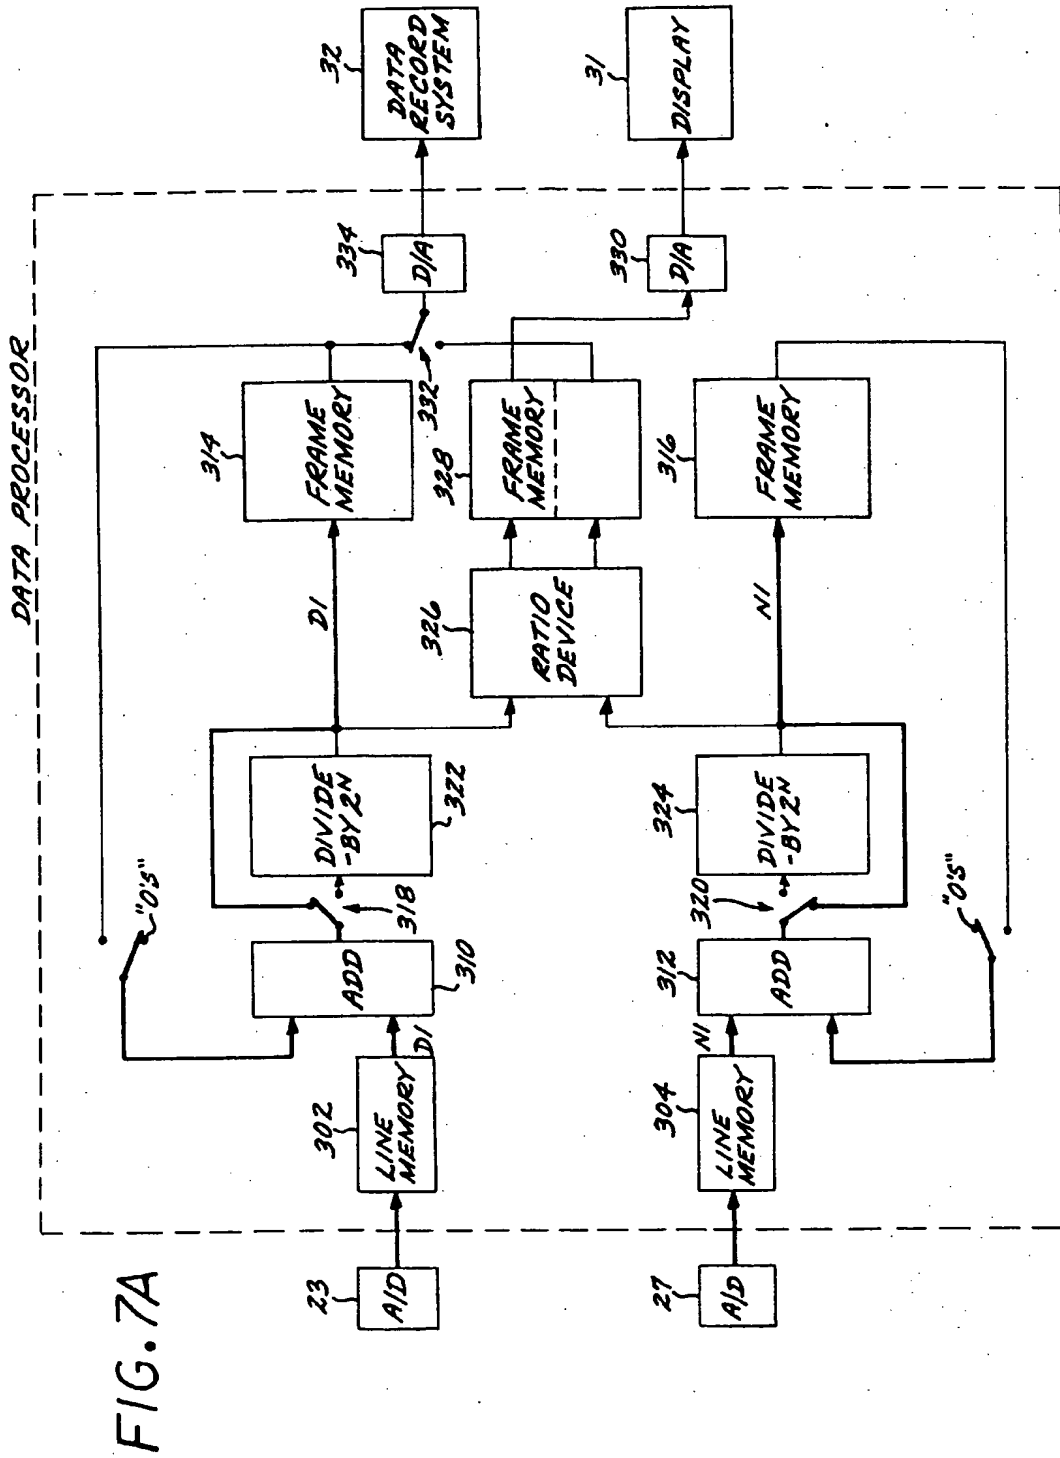 FIG. 7A
DATA PROCESSOR
23
A/D
302
LINE
MEMORY
D1
ADD
310
"0'S"
318
DIVIDE
-BY 2N
322
D1
314
FRAME
MEMORY
332
334
D/A
32
DATA
RECORD
SYSTEM
326
RATIO
DEVICE
328
FRAME
MEMORY
330
D/A
31
DISPLAY
27
A/D
304
LINE
MEMORY
N1
312
ADD
"0'S"
320
324
DIVIDE
-BY 2N
N1
316
FRAME
MEMORY